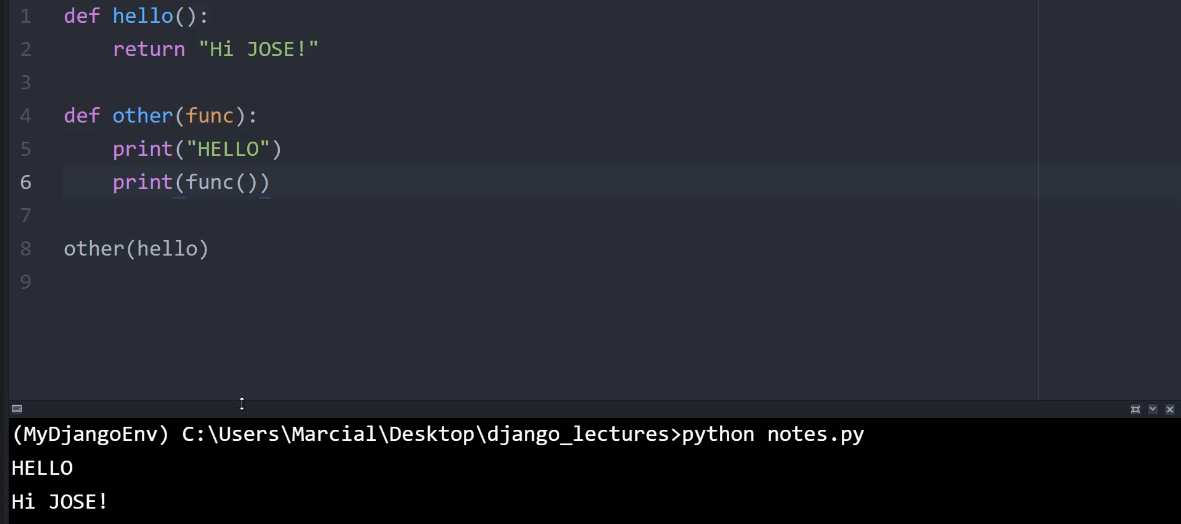 1 def hello():
2     return "Hi JOSE!"
3
4 def other(func):
5     print("HELLO")
6     print(func())
7
8 other(hello)
9
(MyDjangoEnv) C:\Users\Marcial\Desktop\django_lectures>python notes.py
HELLO
Hi JOSE!